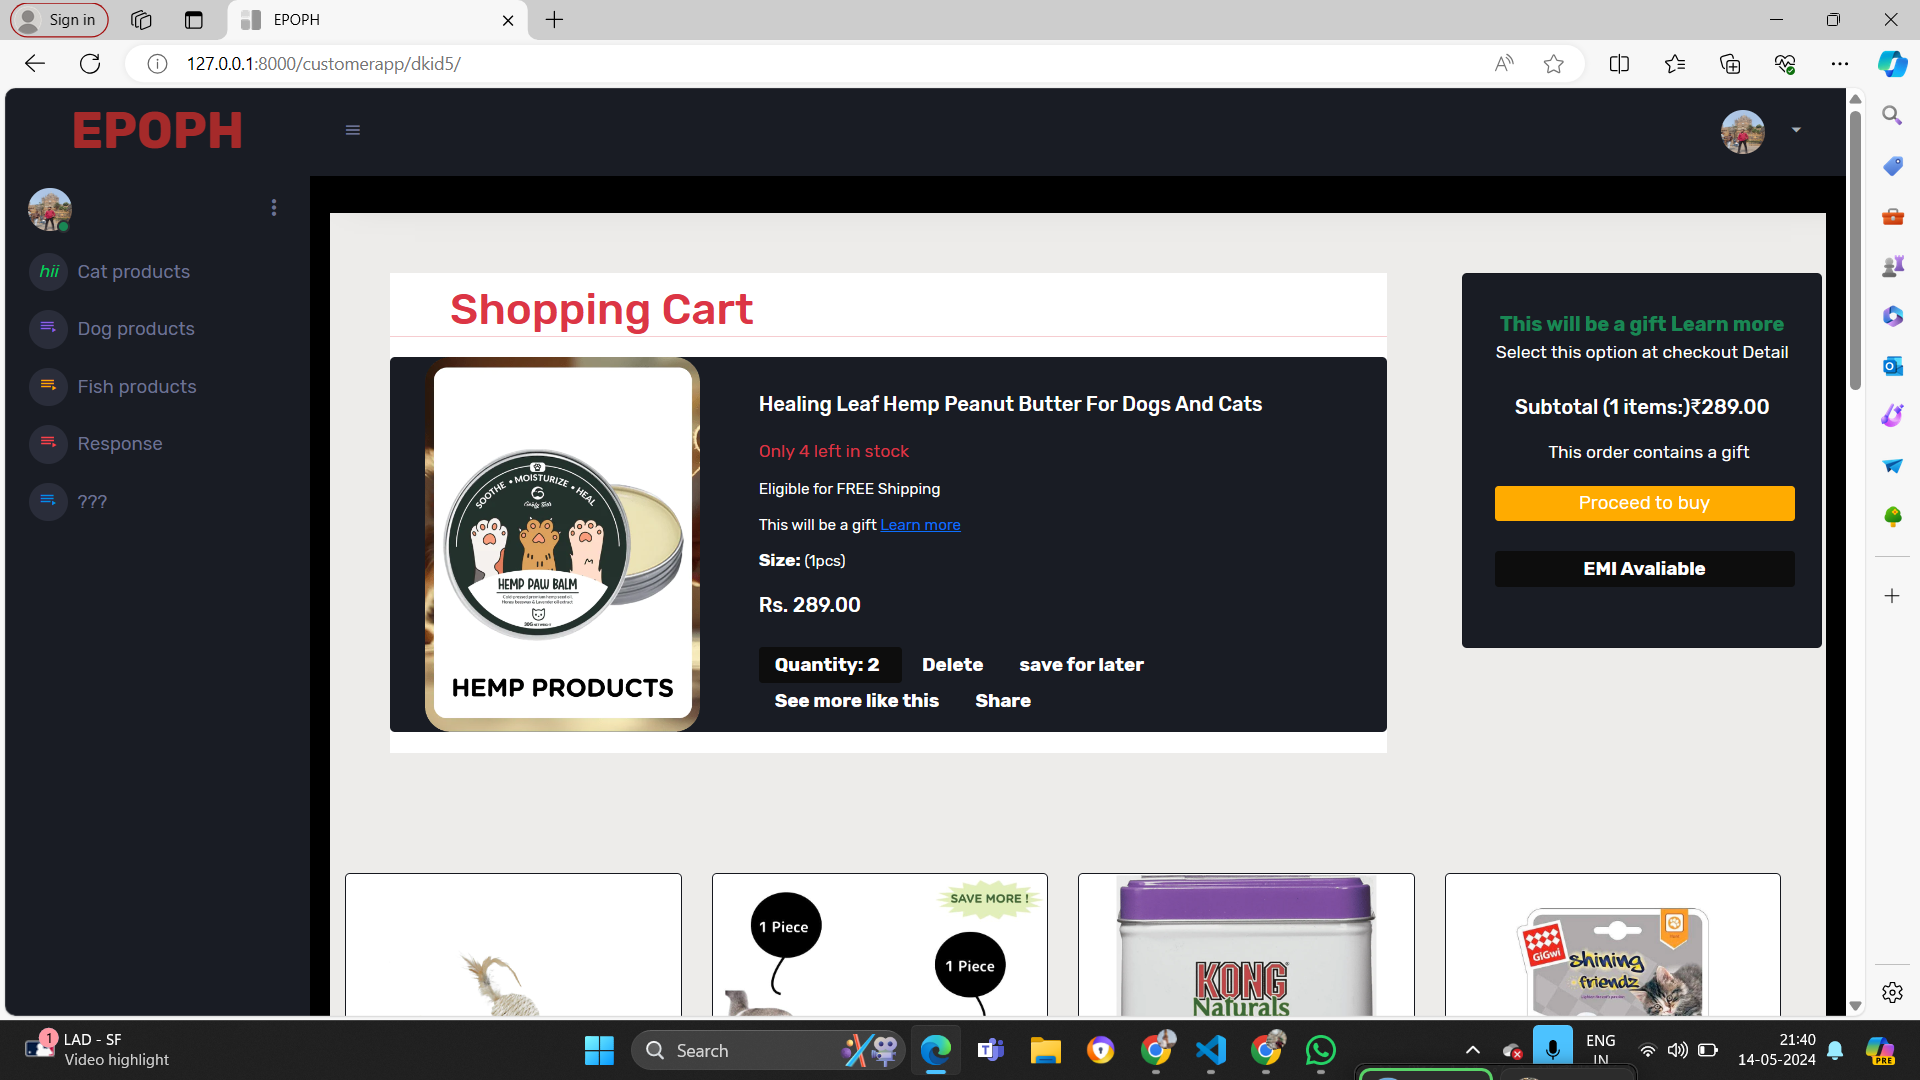 Sign in
EPOPH
127.0.0.1:8000/customerapp/dkid5/
EPOPH
hii Cat products
Dog products
Fish products
Response
???
Shopping Cart
SOOTHE • MOISTURIZE • HEAL
HEMP PAW BALM
HEMP PRODUCTS
Healing Leaf Hemp Peanut Butter For Dogs And Cats
Only 4 left in stock
Eligible for FREE Shipping
This will be a gift Learn more
Size: (1pcs)
Rs. 289.00
Quantity: 2 Delete save for later
See more like this Share
This will be a gift Learn more
Select this option at checkout Detail
Subtotal (1 items:)₹289.00
This order contains a gift
Proceed to buy
EMI Avaliable
1 Piece
SAVE MORE !
1 Piece
KONG
Naturals
GiGwi
shining
friendz
1
LAD - SF
Video highlight
Search
ENG
IN
21:40
14-05-2024
PRE